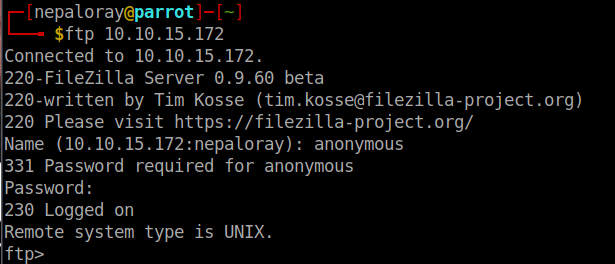 ┌─[nepaloray@parrot]─[~]
└──╼ $ftp 10.10.15.172
Connected to 10.10.15.172.
220-FileZilla Server 0.9.60 beta
220-written by Tim Kosse (tim.kosse@filezilla-project.org)
220 Please visit https://filezilla-project.org/
Name (10.10.15.172:nepaloray): anonymous
331 Password required for anonymous
Password:
230 Logged on
Remote system type is UNIX.
ftp>